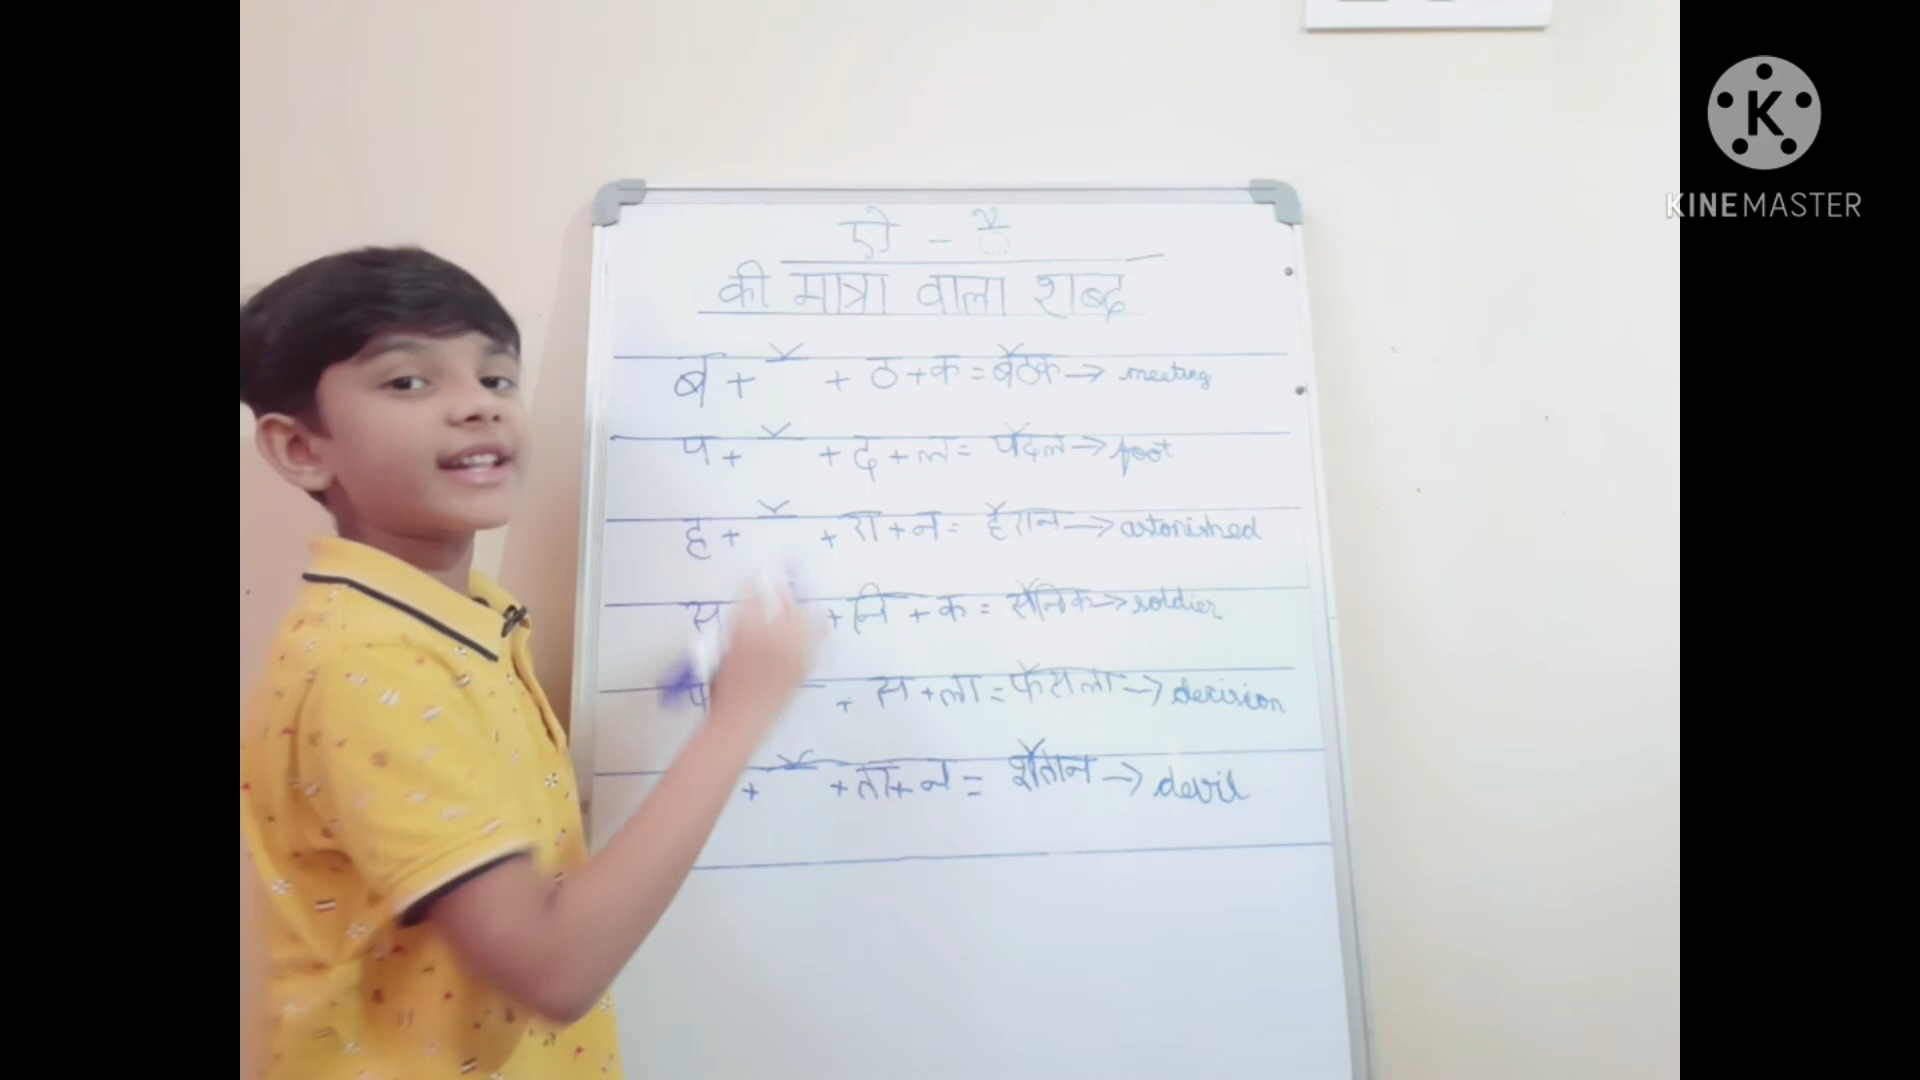 ऐ - ै
की मात्रा वाला शब्द
ब + ै + ठ + क = बैठक → meeting
प + ै + द + ल = पैदल → foot
ह + ै + रा + न = हैरान → astonished
स + नि + क = सैनिक → soldier
+ स + ला = फैसला → decision
+ ै + ता + न = शैतान → devil
K
KINEMASTER